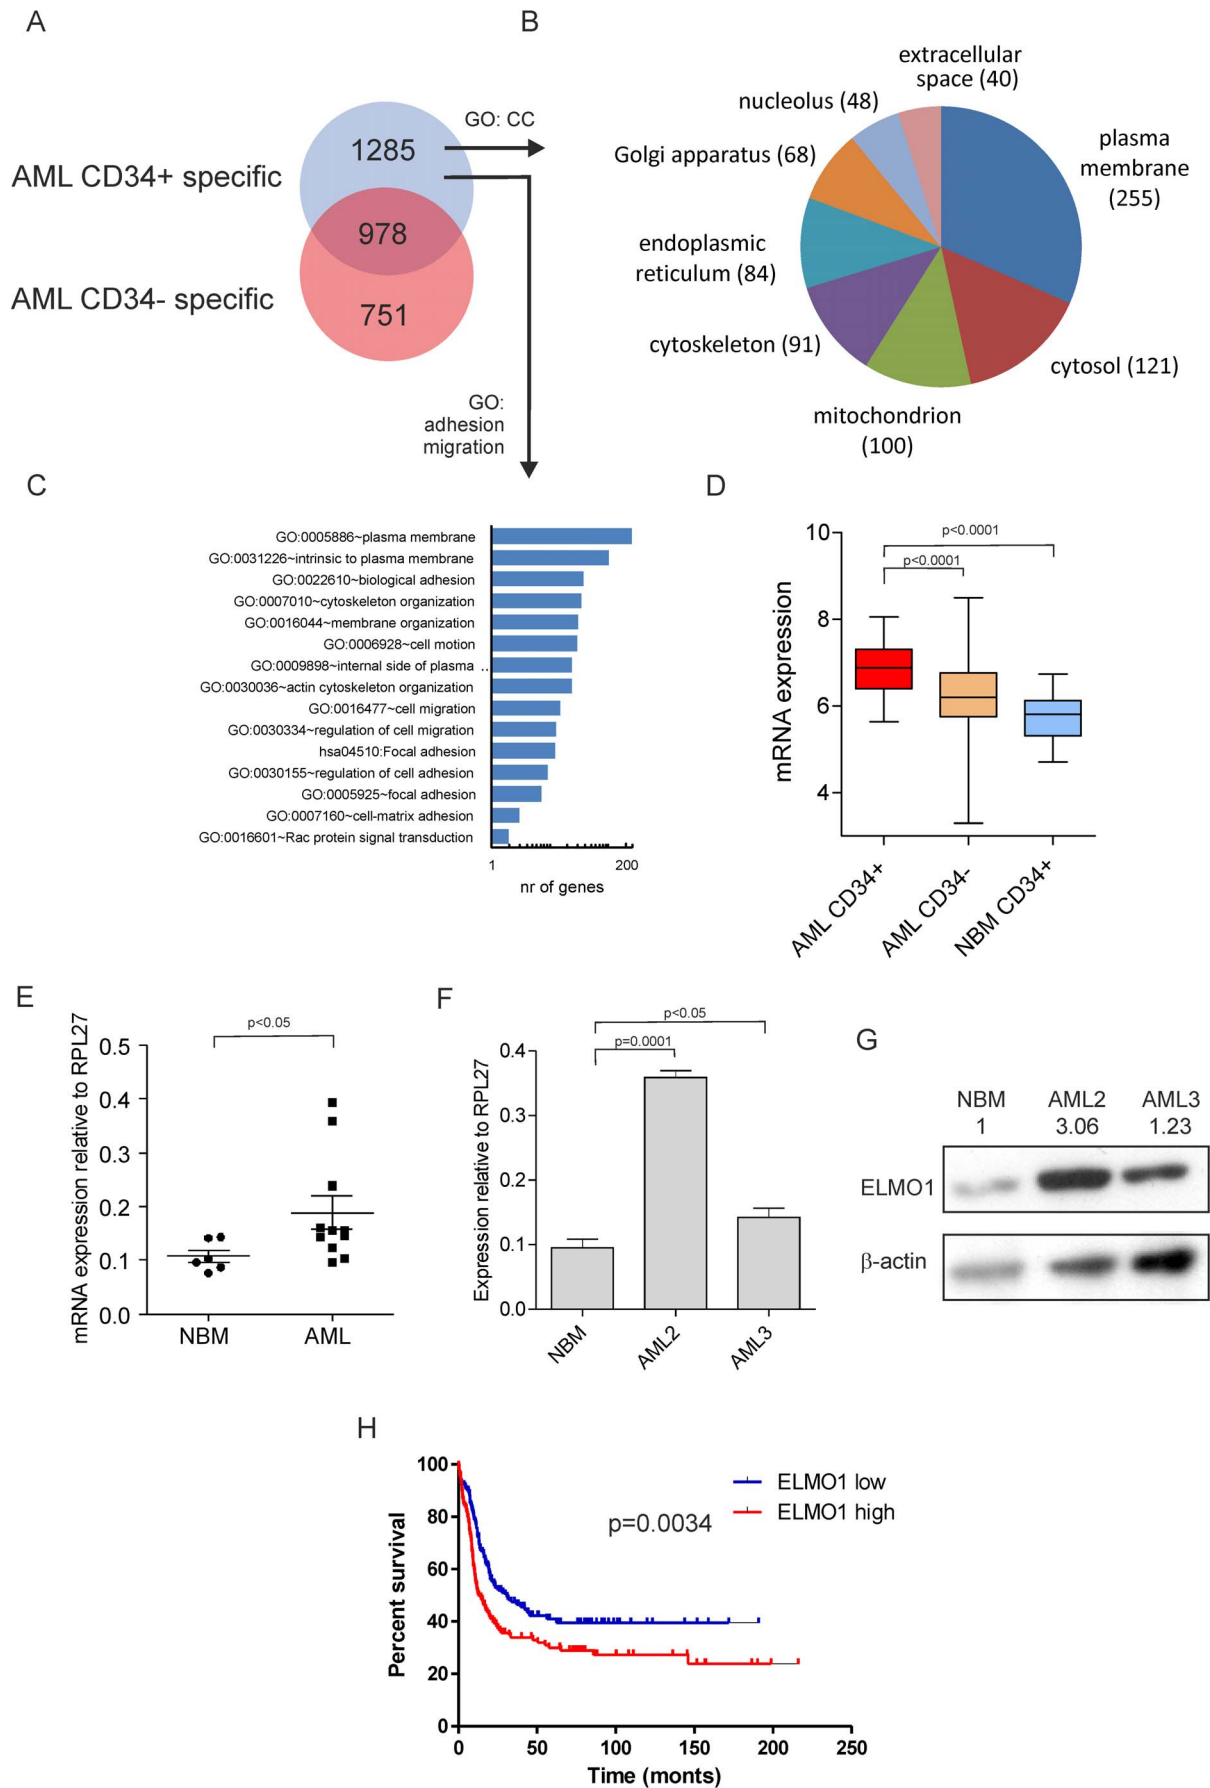 A
AML CD34+ specific
1285
978
751
AML CD34- specific
GO: CC
GO:
adhesion
migration
B
extracellular
space (40)
nucleolus (48)
Golgi apparatus (68)
endoplasmic
reticulum (84)
cytoskeleton (91)
mitochondrion
(100)
cytosol (121)
plasma
membrane
(255)
C
GO:0005886~plasma membrane
GO:0031226~intrinsic to plasma membrane
GO:0022610~biological adhesion
GO:0007010~cytoskeleton organization
GO:0016044~membrane organization
GO:0006928~cell motion
GO:0009898~internal side of plasma ..
GO:0030036~actin cytoskeleton organization
GO:0016477~cell migration
GO:0030334~regulation of cell migration
hsa04510:Focal adhesion
GO:0030155~regulation of cell adhesion
GO:0005925~focal adhesion
GO:0007160~cell-matrix adhesion
GO:0016601~Rac protein signal transduction
1 200
nr of genes
D
mRNA expression
10
8
6
4
p<0.0001
p<0.0001
AML CD34+
AML CD34-
NBM CD34+
E
mRNA expression relative to RPL27
0.5
0.4
0.3
0.2
0.1
0.0
p<0.05
NBM AML
F
Expression relative to RPL27
0.4
0.3
0.2
0.1
0.0
p<0.05
p=0.0001
NBM
AML2
AML3
G
NBM AML2 AML3
1 3.06 1.23
ELMO1
β-actin
H
Percent survival
100
80
60
40
20
0
ELMO1 low
ELMO1 high
p=0.0034
0 50 100 150 200 250
Time (monts)